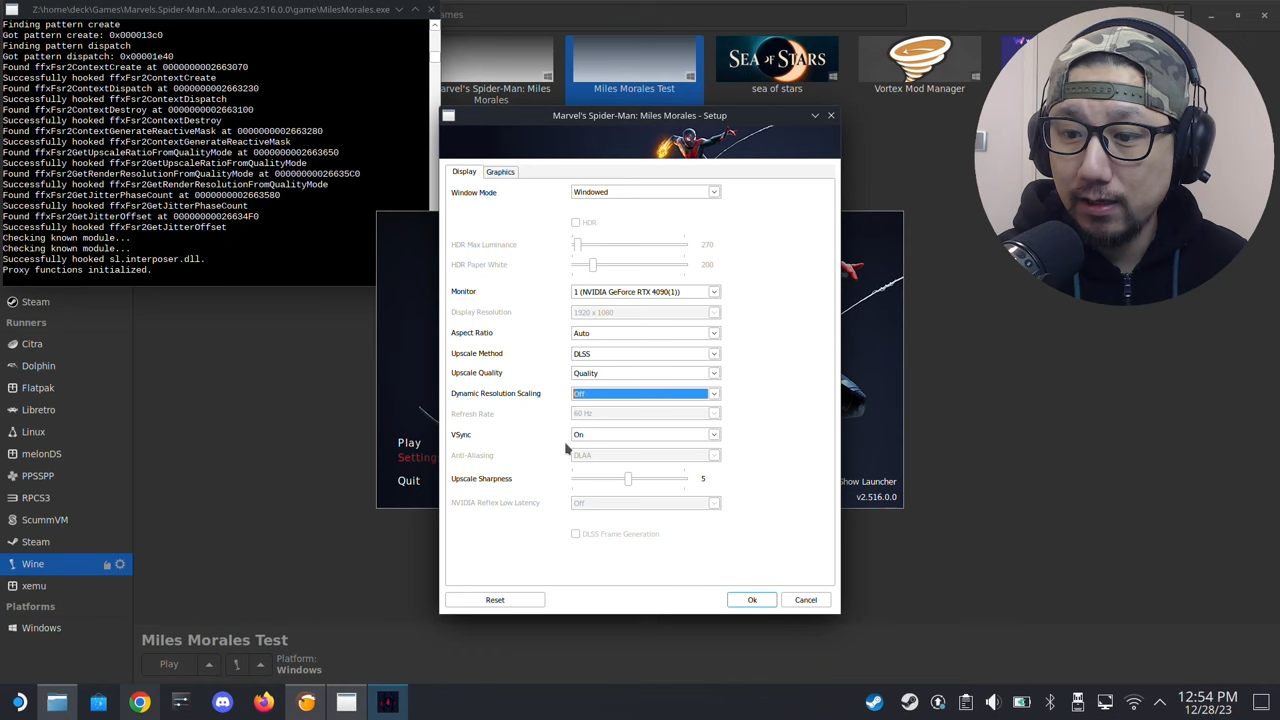 Z:\home\deck\Games\Marvels.Spider-Man.M...orales.v2.516.0.0\game\MilesMorales.exe
Finding pattern create
Got pattern create: 0x000013c0
Finding pattern dispatch
Got pattern dispatch: 0x00001e40
Found ffxFsr2ContextCreate at 0000000002663070
Successfully hooked ffxFsr2ContextCreate
Found ffxFsr2ContextDispatch at 0000000002663230
Successfully hooked ffxFsr2ContextDispatch
Found ffxFsr2ContextDestroy at 0000000002663100
Successfully hooked ffxFsr2ContextDestroy
Found ffxFsr2ContextGenerateReactiveMask at 0000000002663280
Successfully hooked ffxFsr2ContextGenerateReactiveMask
Found ffxFsr2GetUpscaleRatioFromQualityMode at 0000000002663650
Successfully hooked ffxFsr2GetUpscaleRatioFromQualityMode
Found ffxFsr2GetRenderResolutionFromQualityMode at 00000000026635C0
Successfully hooked ffxFsr2GetRenderResolutionFromQualityMode
Found ffxFsr2GetJitterPhaseCount at 0000000002663580
Successfully hooked ffxFsr2GetJitterPhaseCount
Found ffxFsr2GetJitterOffset at 00000000026634F0
Successfully hooked ffxFsr2GetJitterOffset
Checking known module...
Checking known module...
Successfully hooked sl.interposer.dll.
Proxy functions initialized.
ames
arvel's Spider-Man: Miles
Morales
Miles Morales Test
SEA OF STARS
sea of stars
Vortex Mod Manager
Marvel's Spider-Man: Miles Morales - Setup
Display
Graphics
Window Mode
Windowed
HDR
HDR Max Luminance
270
HDR Paper White
200
Monitor
1 (NVIDIA GeForce RTX 4090(1))
Display Resolution
1920 x 1080
Aspect Ratio
Auto
Upscale Method
DLSS
Upscale Quality
Quality
Dynamic Resolution Scaling
Off
Refresh Rate
60 Hz
VSync
On
Anti-Aliasing
DLAA
Upscale Sharpness
5
NVIDIA Reflex Low Latency
Off
DLSS Frame Generation
Reset
Ok
Cancel
Play
Setting
Quit
Show Launcher
v2.516.0.0
Steam
Runners
Citra
Dolphin
Flatpak
Libretro
Linux
melonDS
PPSSPP
RPCS3
ScummVM
Steam
Wine
xemu
Platforms
Windows
Miles Morales Test
Play
Platform:
Windows
12:54 PM
12/28/23